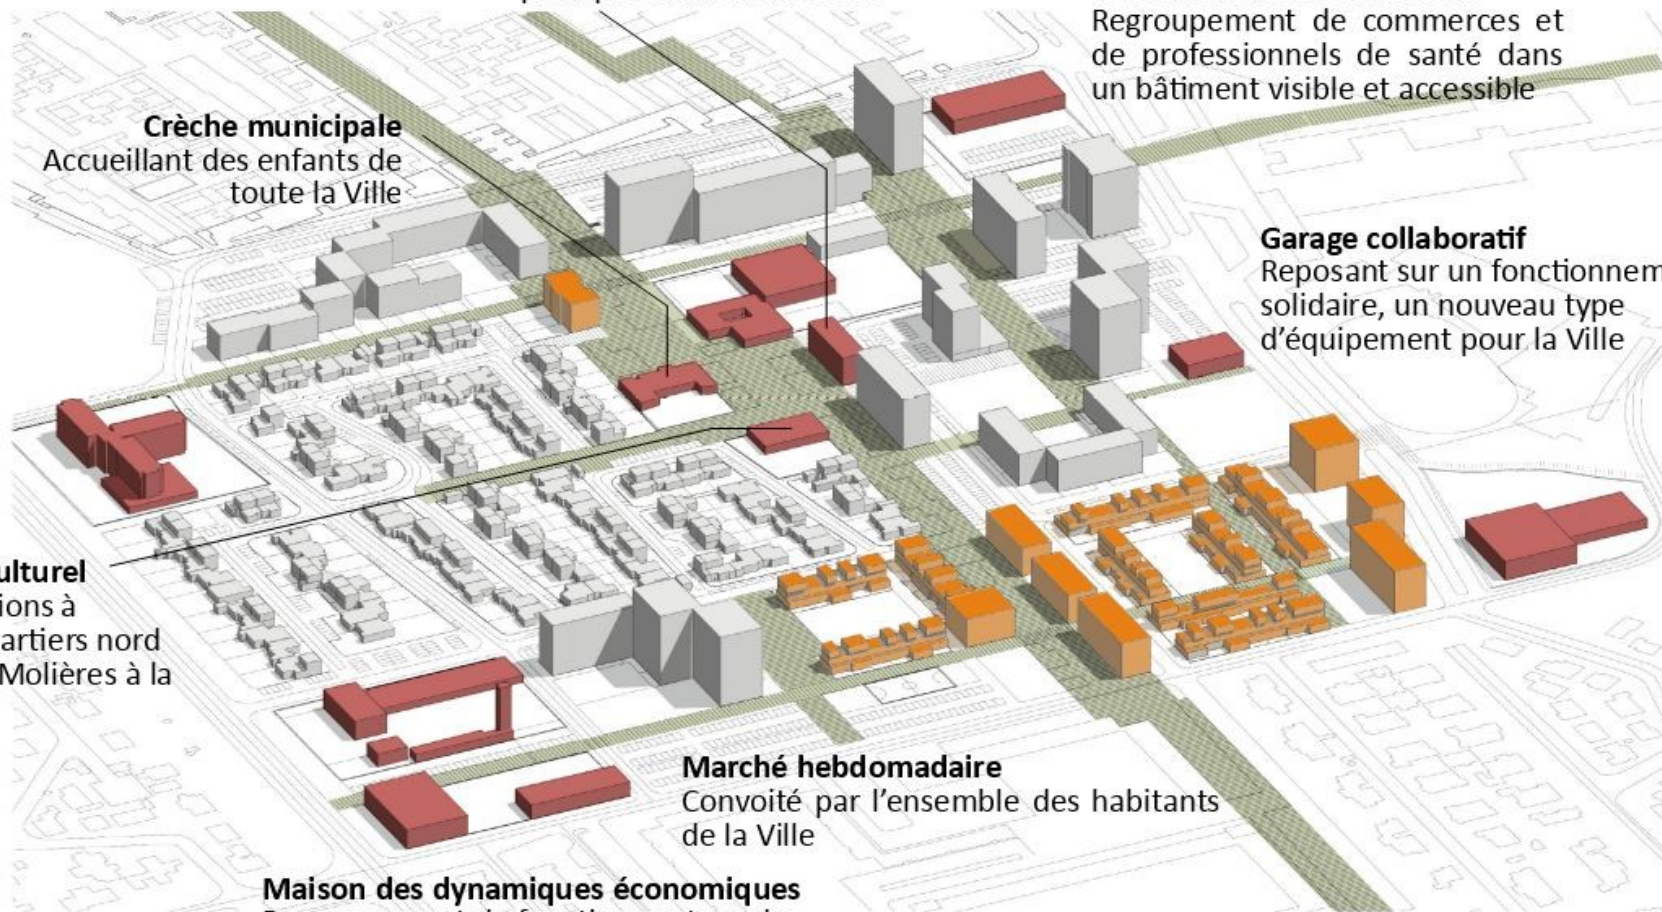 Regroupement de commerces et
de professionnels de santé dans
un bâtiment visible et accessible
Crèche municipale
Accueillant des enfants de
toute la Ville
Garage collaboratif
Reposant sur un fonctionnem
solidaire, un nouveau type
d'équipement pour la Ville
ulturel
ions à
artiers nord
Molières à la
Marché hebdomadaire
Convoité par l'ensemble des habitants
de la Ville
Maison des dynamiques économiques